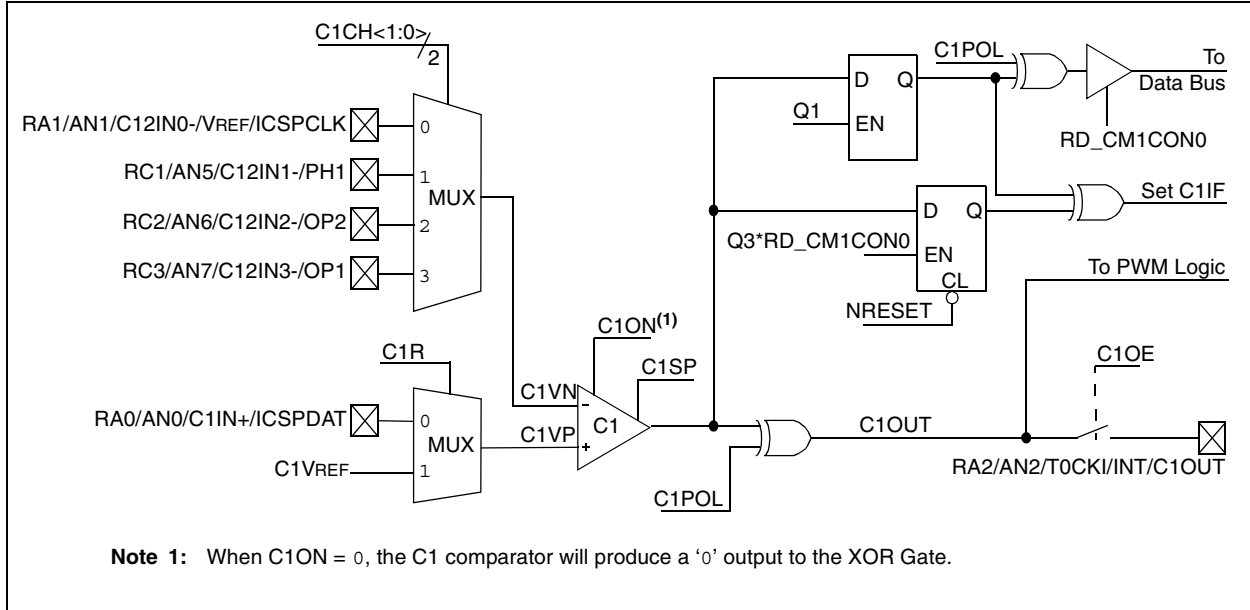 C1CH<1:0>
2
RA1/AN1/C12IN0-/VREF/ICSPCLK
0
RC1/AN5/C12IN1-/PH1
1
MUX
RC2/AN6/C12IN2-/OP2
2
RC3/AN7/C12IN3-/OP1
3
C1R
RA0/AN0/C1IN+/ICSPDAT
0
MUX
C1VREF
1
C1ON(1)
C1SP
C1VN
-
C1
C1VP
+
D Q
Q1
EN
C1POL
To
Data Bus
RD_CM1CON0
D Q
Q3*RD_CM1CON0
EN
CL
NRESET
Set C1IF
To PWM Logic
C1OE
C1OUT
C1POL
RA2/AN2/T0CKI/INT/C1OUT
Note 1: When C1ON = 0, the C1 comparator will produce a ‘0’ output to the XOR Gate.